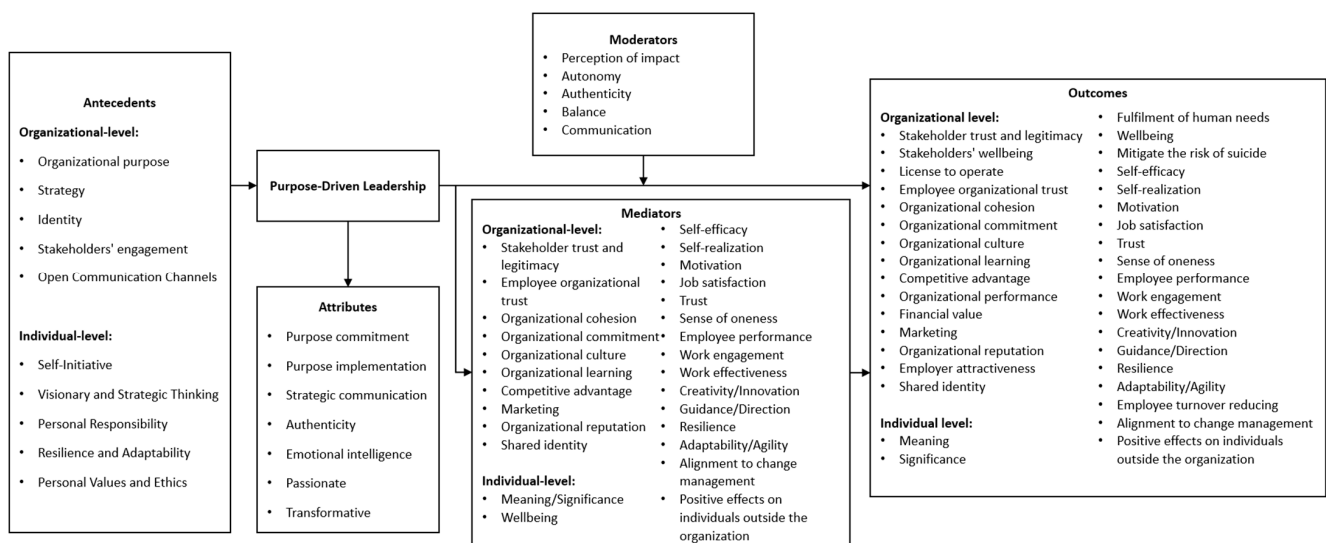 Antecedents
Organizational-level:
• Organizational purpose
• Strategy
• Identity
• Stakeholders' engagement
• Open Communication Channels
Individual-level:
• Self-Initiative
• Visionary and Strategic Thinking
• Personal Responsibility
• Resilience and Adaptability
• Personal Values and Ethics
Purpose-Driven Leadership
Attributes
• Purpose commitment
• Purpose implementation
• Strategic communication
• Authenticity
• Emotional intelligence
• Passionate
• Transformative
Moderators
• Perception of impact
• Autonomy
• Authenticity
• Balance
• Communication
Mediators
Organizational-level:
• Stakeholder trust and
legitimacy
• Employee organizational
trust
• Organizational cohesion
• Organizational commitment
• Organizational culture
• Organizational learning
• Competitive advantage
• Marketing
• Organizational reputation
• Shared identity
Individual-level:
• Meaning/Significance
• Wellbeing
• Self-efficacy
• Self-realization
• Motivation
• Job satisfaction
• Trust
• Sense of oneness
• Employee performance
• Work engagement
• Work effectiveness
• Creativity/Innovation
• Guidance/Direction
• Resilience
• Adaptability/Agility
• Alignment to change
management
• Positive effects on
individuals outside the
organization
Outcomes
Organizational level:
• Stakeholder trust and legitimacy
• Stakeholders' wellbeing
• License to operate
• Employee organizational trust
• Organizational cohesion
• Organizational commitment
• Organizational culture
• Organizational learning
• Competitive advantage
• Organizational performance
• Financial value
• Marketing
• Organizational reputation
• Employer attractiveness
• Shared identity
Individual level:
• Meaning
• Significance
• Fulfilment of human needs
• Wellbeing
• Mitigate the risk of suicide
• Self-efficacy
• Self-realization
• Motivation
• Job satisfaction
• Trust
• Sense of oneness
• Employee performance
• Work engagement
• Work effectiveness
• Creativity/Innovation
• Guidance/Direction
• Resilience
• Adaptability/Agility
• Employee turnover reducing
• Alignment to change management
• Positive effects on individuals
outside the organization